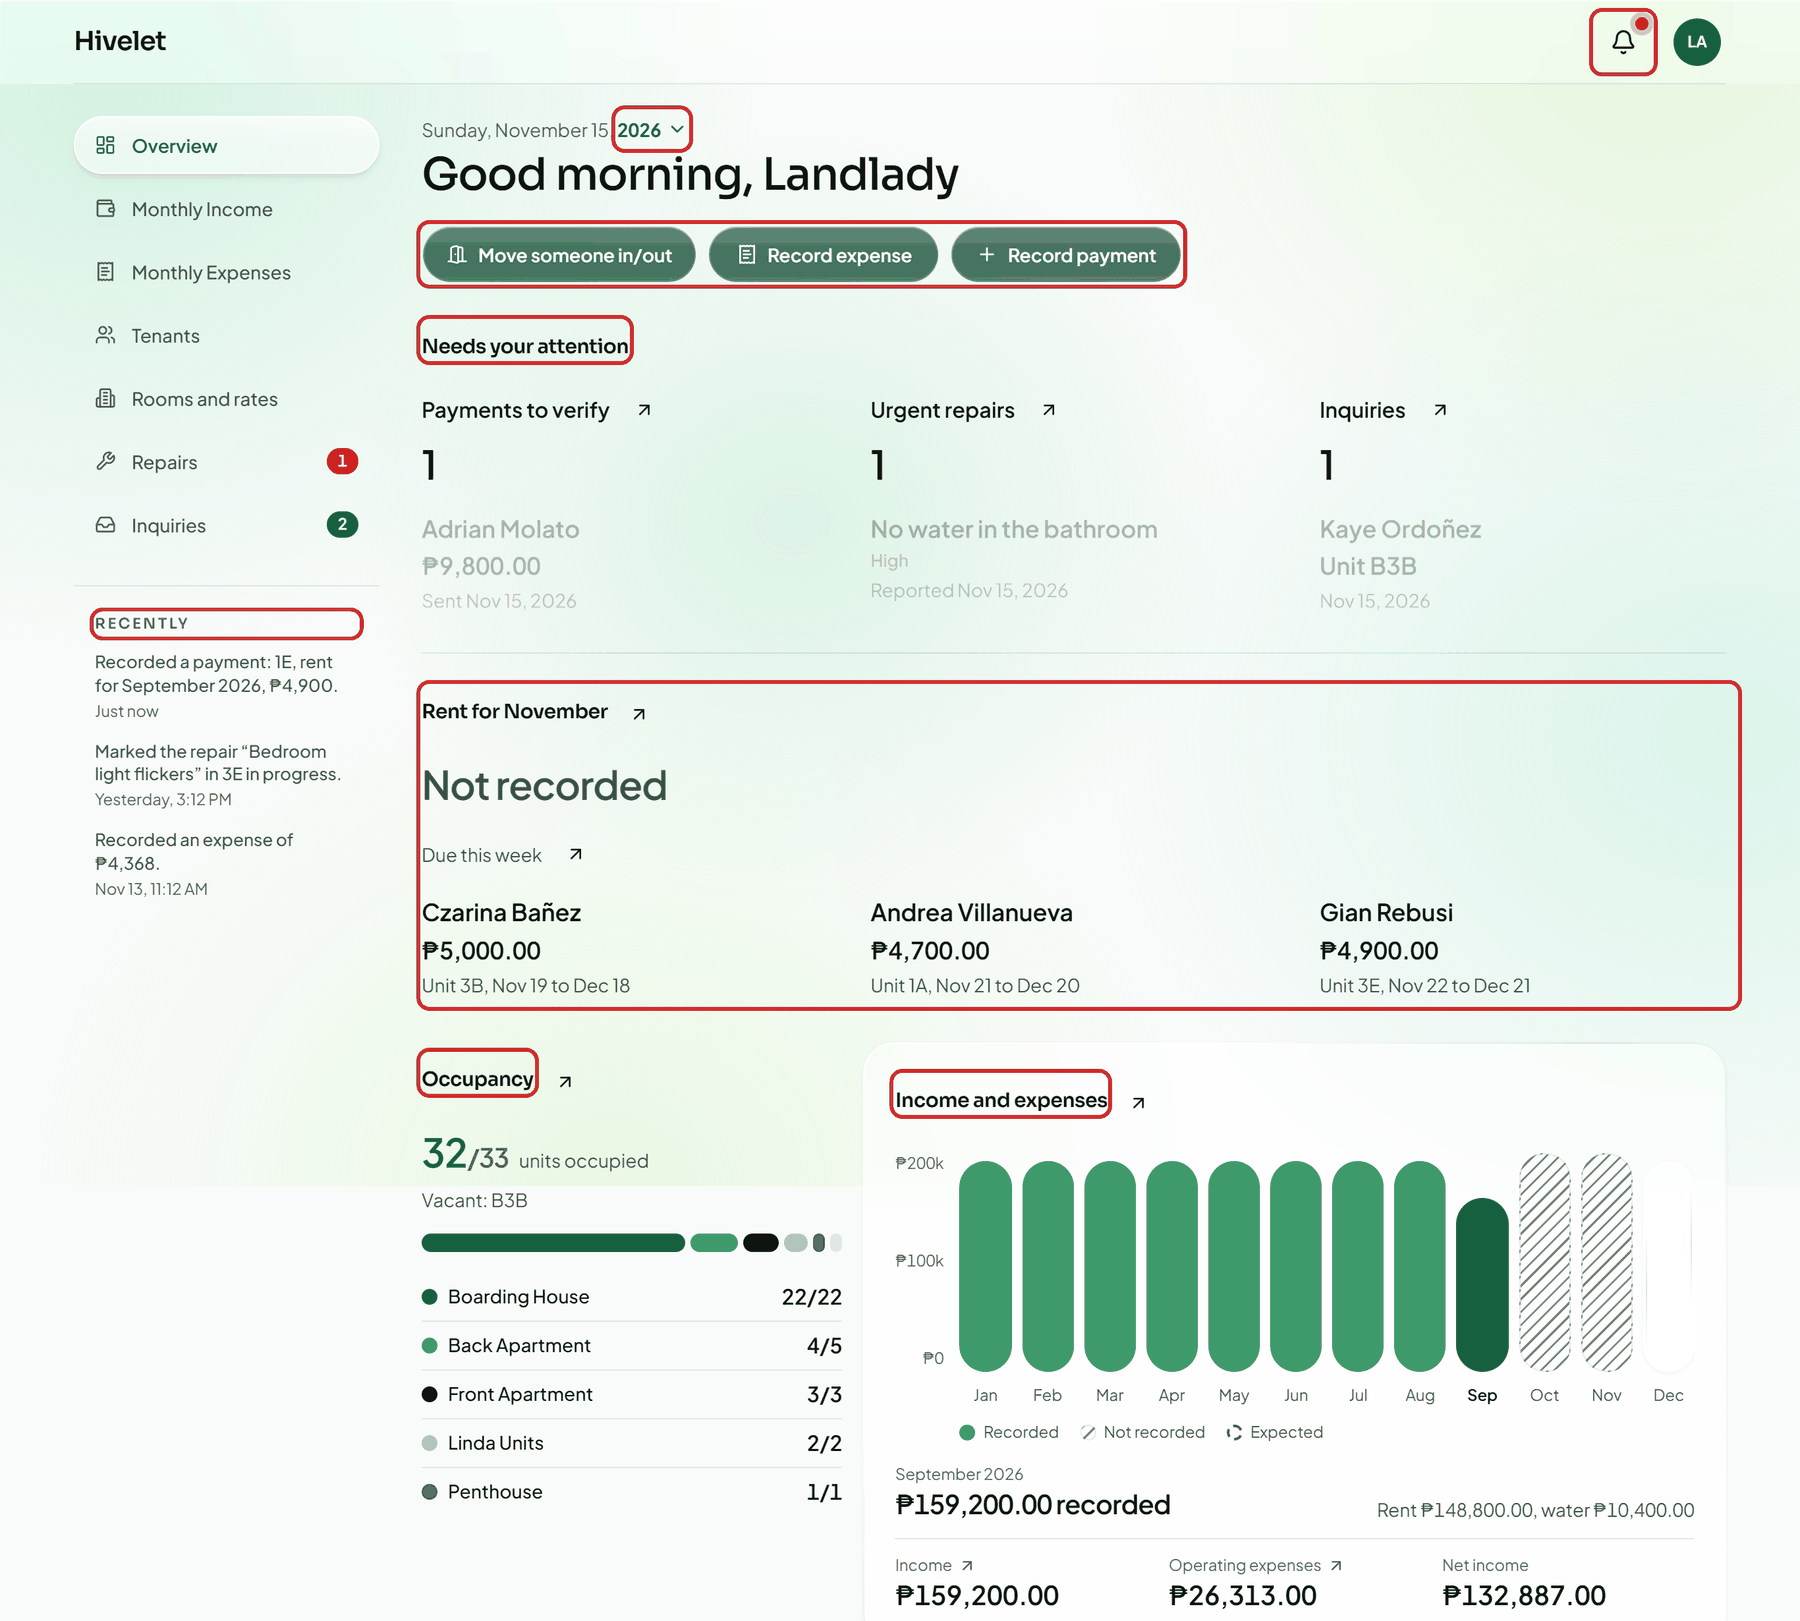 Hivelet
LA
Overview
Monthly Income
Monthly Expenses
Tenants
Rooms and rates
Repairs 1
Inquiries 2
RECENTLY
Recorded a payment: 1E, rent
for September 2026, ₱4,900.
Just now
Marked the repair “Bedroom
light flickers” in 3E in progress.
Yesterday, 3:12 PM
Recorded an expense of
₱4,368.
Nov 13, 11:12 AM
Sunday, November 15, 2026
Good morning, Landlady
Move someone in/out Record expense Record payment
Needs your attention
Payments to verify Urgent repairs Inquiries
1 1 1
Adrian Molato No water in the bathroom Kaye Ordoñez
₱9,800.00 High Unit B3B
Sent Nov 15, 2026 Reported Nov 15, 2026 Nov 15, 2026
Rent for November
Not recorded
Due this week
Czarina Bañez Andrea Villanueva Gian Rebusi
₱5,000.00 ₱4,700.00 ₱4,900.00
Unit 3B, Nov 19 to Dec 18 Unit 1A, Nov 21 to Dec 20 Unit 3E, Nov 22 to Dec 21
Occupancy
32/33 units occupied
Vacant: B3B
Boarding House 22/22
Back Apartment 4/5
Front Apartment 3/3
Linda Units 2/2
Penthouse 1/1
Income and expenses
₱200k
₱100k
₱0
Jan Feb Mar Apr May Jun Jul Aug Sep Oct Nov Dec
Recorded Not recorded Expected
September 2026
₱159,200.00 recorded Rent ₱148,800.00, water ₱10,400.00
Income Operating expenses Net income
₱159,200.00 ₱26,313.00 ₱132,887.00